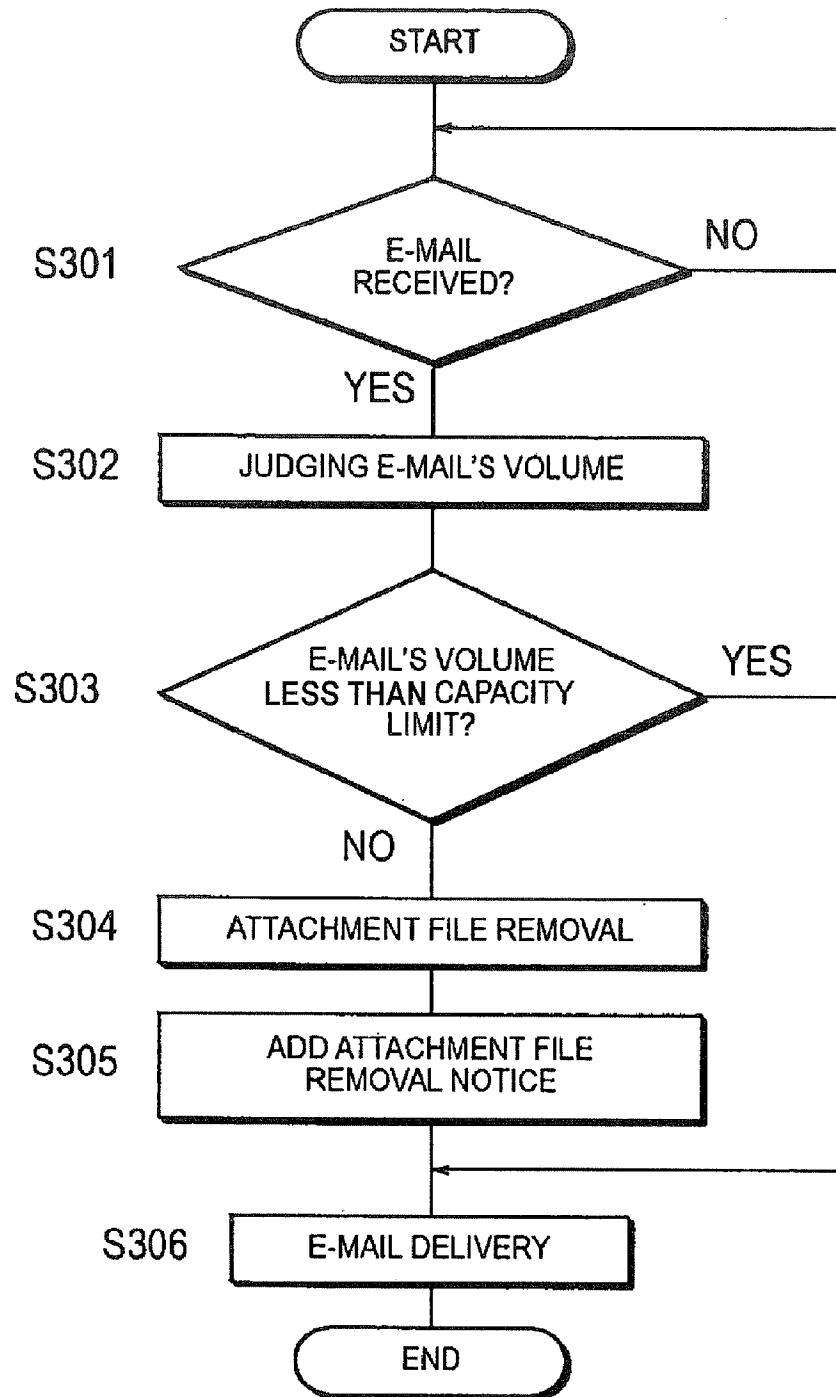 START
S301
E-MAIL
RECEIVED?
NO
YES
S302
JUDGING E-MAIL'S VOLUME
S303
E-MAIL'S VOLUME
LESS THAN CAPACITY
LIMIT?
YES
NO
S304
ATTACHMENT FILE REMOVAL
S305
ADD ATTACHMENT FILE
REMOVAL NOTICE
S306
E-MAIL DELIVERY
END